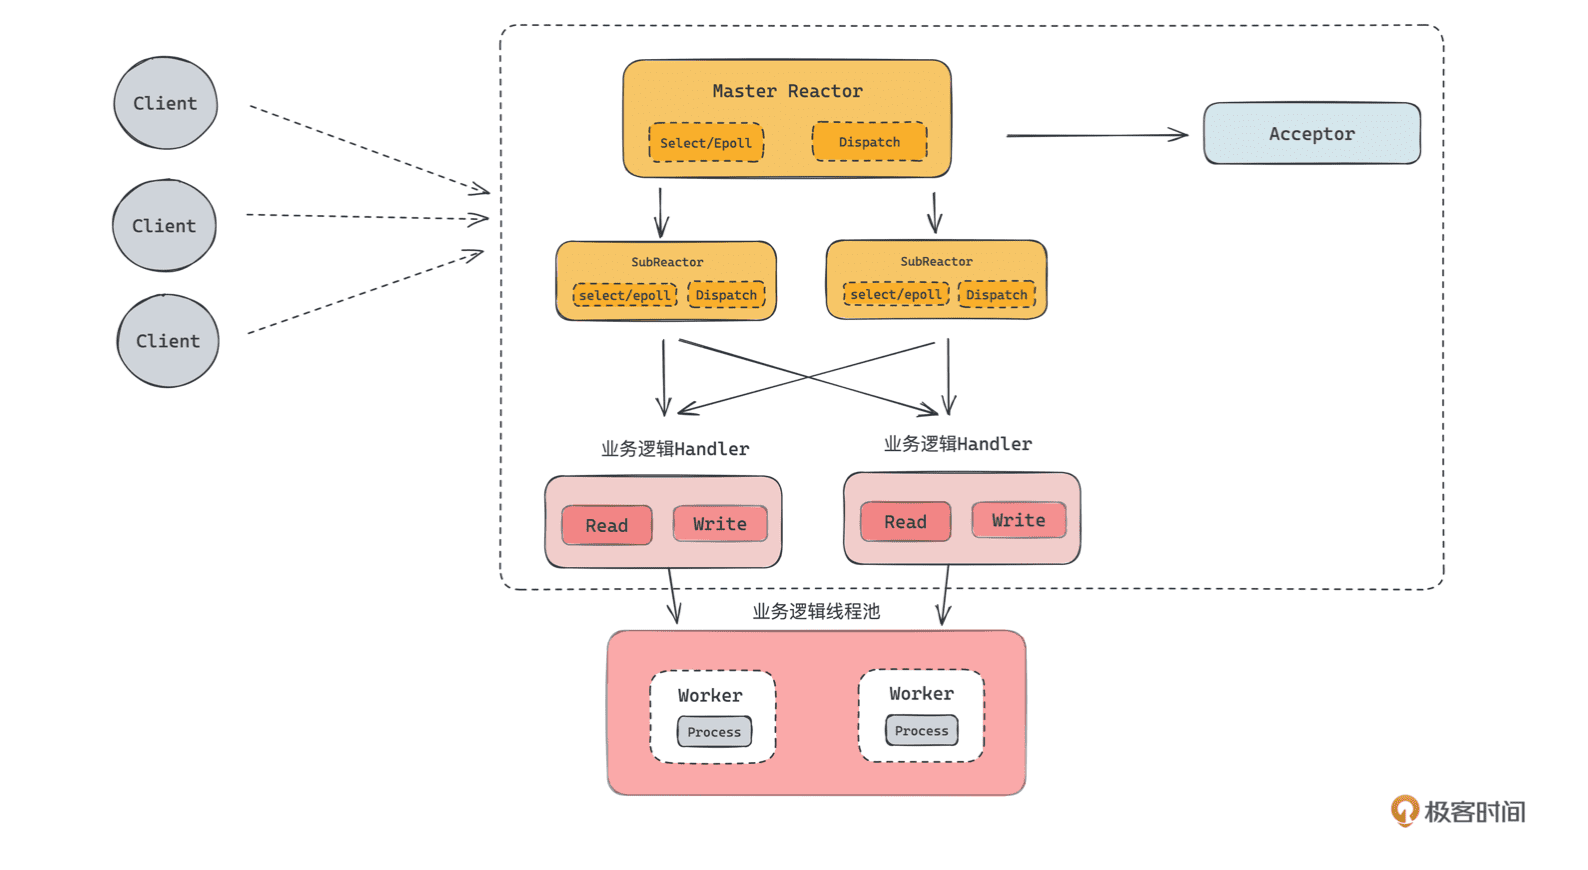 Client
Client
Client
Master Reactor
Select/Epoll
Dispatch
Acceptor
SubReactor
select/epoll
Dispatch
SubReactor
select/epoll
Dispatch
业务逻辑Handler
Read
Write
业务逻辑Handler
Read
Write
业务逻辑线程池
Worker
Process
Worker
Process
极客时间